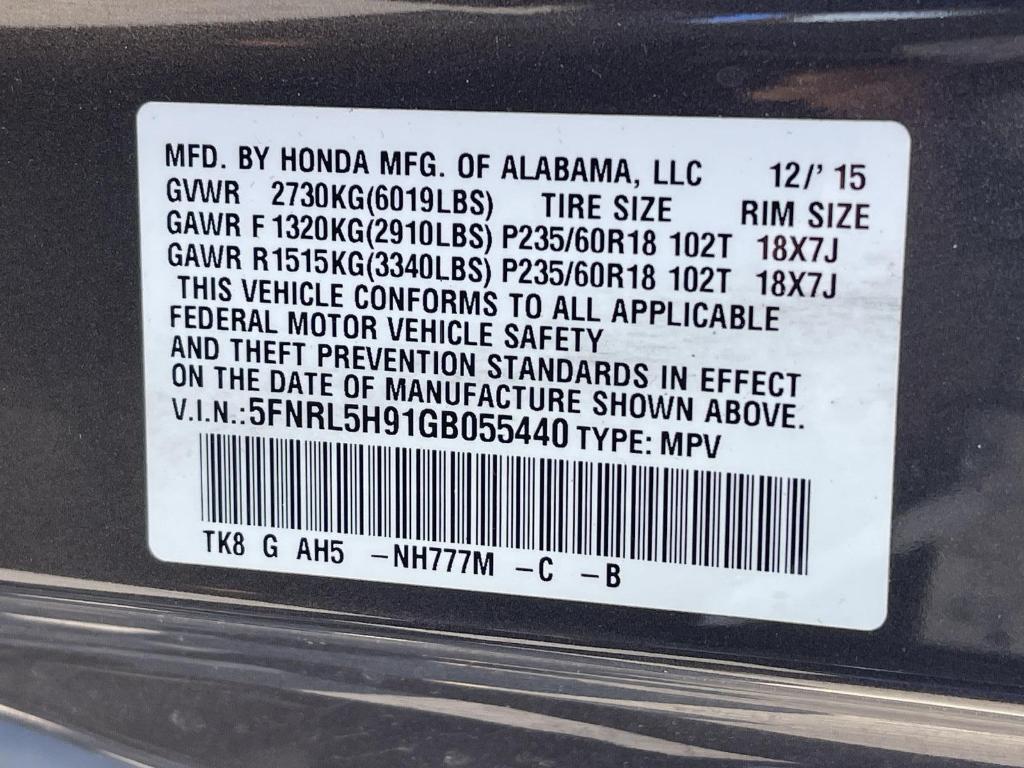 MFD. BY HONDA MFG. OF ALABAMA, LLC 12/' 15
GVWR 2730KG(6019LBS) TIRE SIZE RIM SIZE
GAWR F 1320KG(2910LBS) P235/60R18 102T 18X7J
GAWR R1515KG(3340LBS) P235/60R18 102T 18X7J
THIS VEHICLE CONFORMS TO ALL APPLICABLE
FEDERAL MOTOR VEHICLE SAFETY
AND THEFT PREVENTION STANDARDS IN EFFECT
ON THE DATE OF MANUFACTURE SHOWN ABOVE.
V.I.N.:5FNRL5H91GB055440 TYPE: MPV
TK8 G AH5 –NH777M –C –B